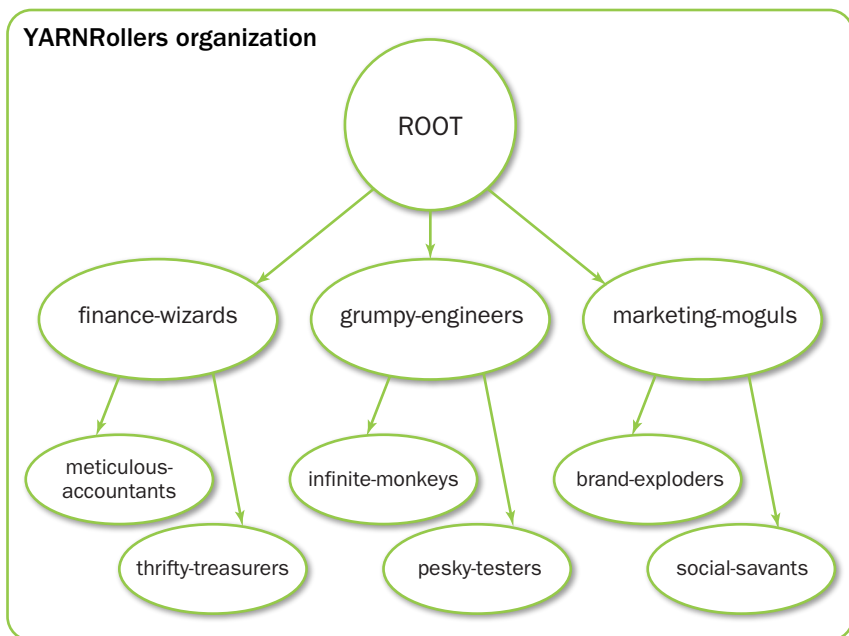 YARNRollers organization
ROOT
finance-wizards
grumpy-engineers
marketing-moguls
meticulous-
accountants
infinite-monkeys
brand-exploders
thrifty-treasurers
pesky-testers
social-savants